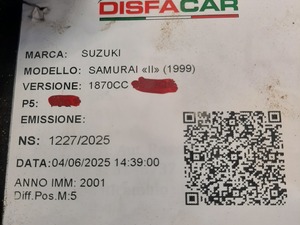 DISFACAR
MARCA: SUZUKI
MODELLO: SAMURAI «II» (1999)
VERSIONE: 1870CC
P5:
EMISSIONE:
NS: 1227/2025
DATA:04/06/2025 14:39:00
ANNO IMM: 2001
Diff.Pos.M:5